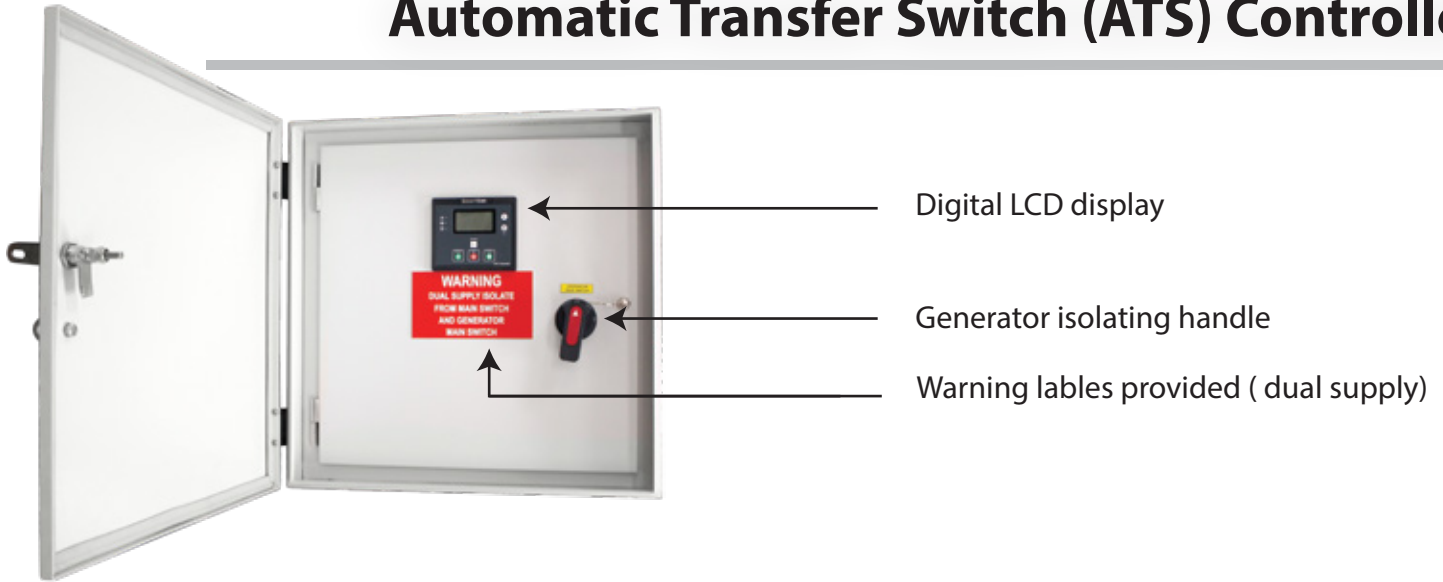 Automatic Transfer Switch (ATS) Controlle
Digital LCD display
WARNING
DUAL SUPPLY ISOLATE
FROM MAIN SWITCH
AND GENERATOR
MAIN SWITCH
Generator isolating handle
Warning lables provided ( dual supply)